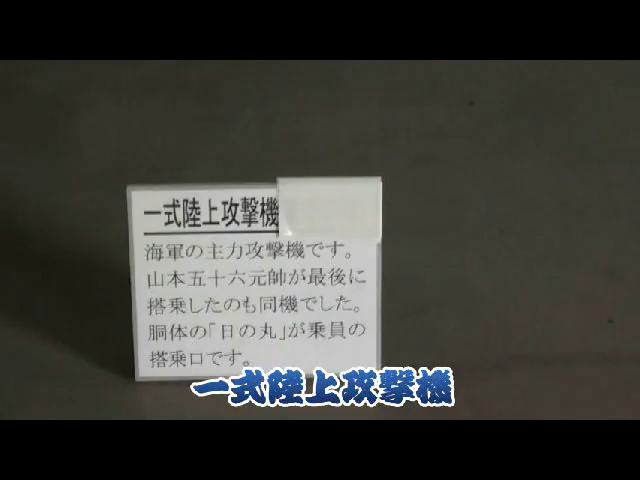 一式陸上攻撃機
海軍の主力攻撃機です。
山本五十六元帥が最後に
搭乗したのも同機でした。
胴体の「日の丸」が乗員の
搭乗口です。
一式陸上攻撃機